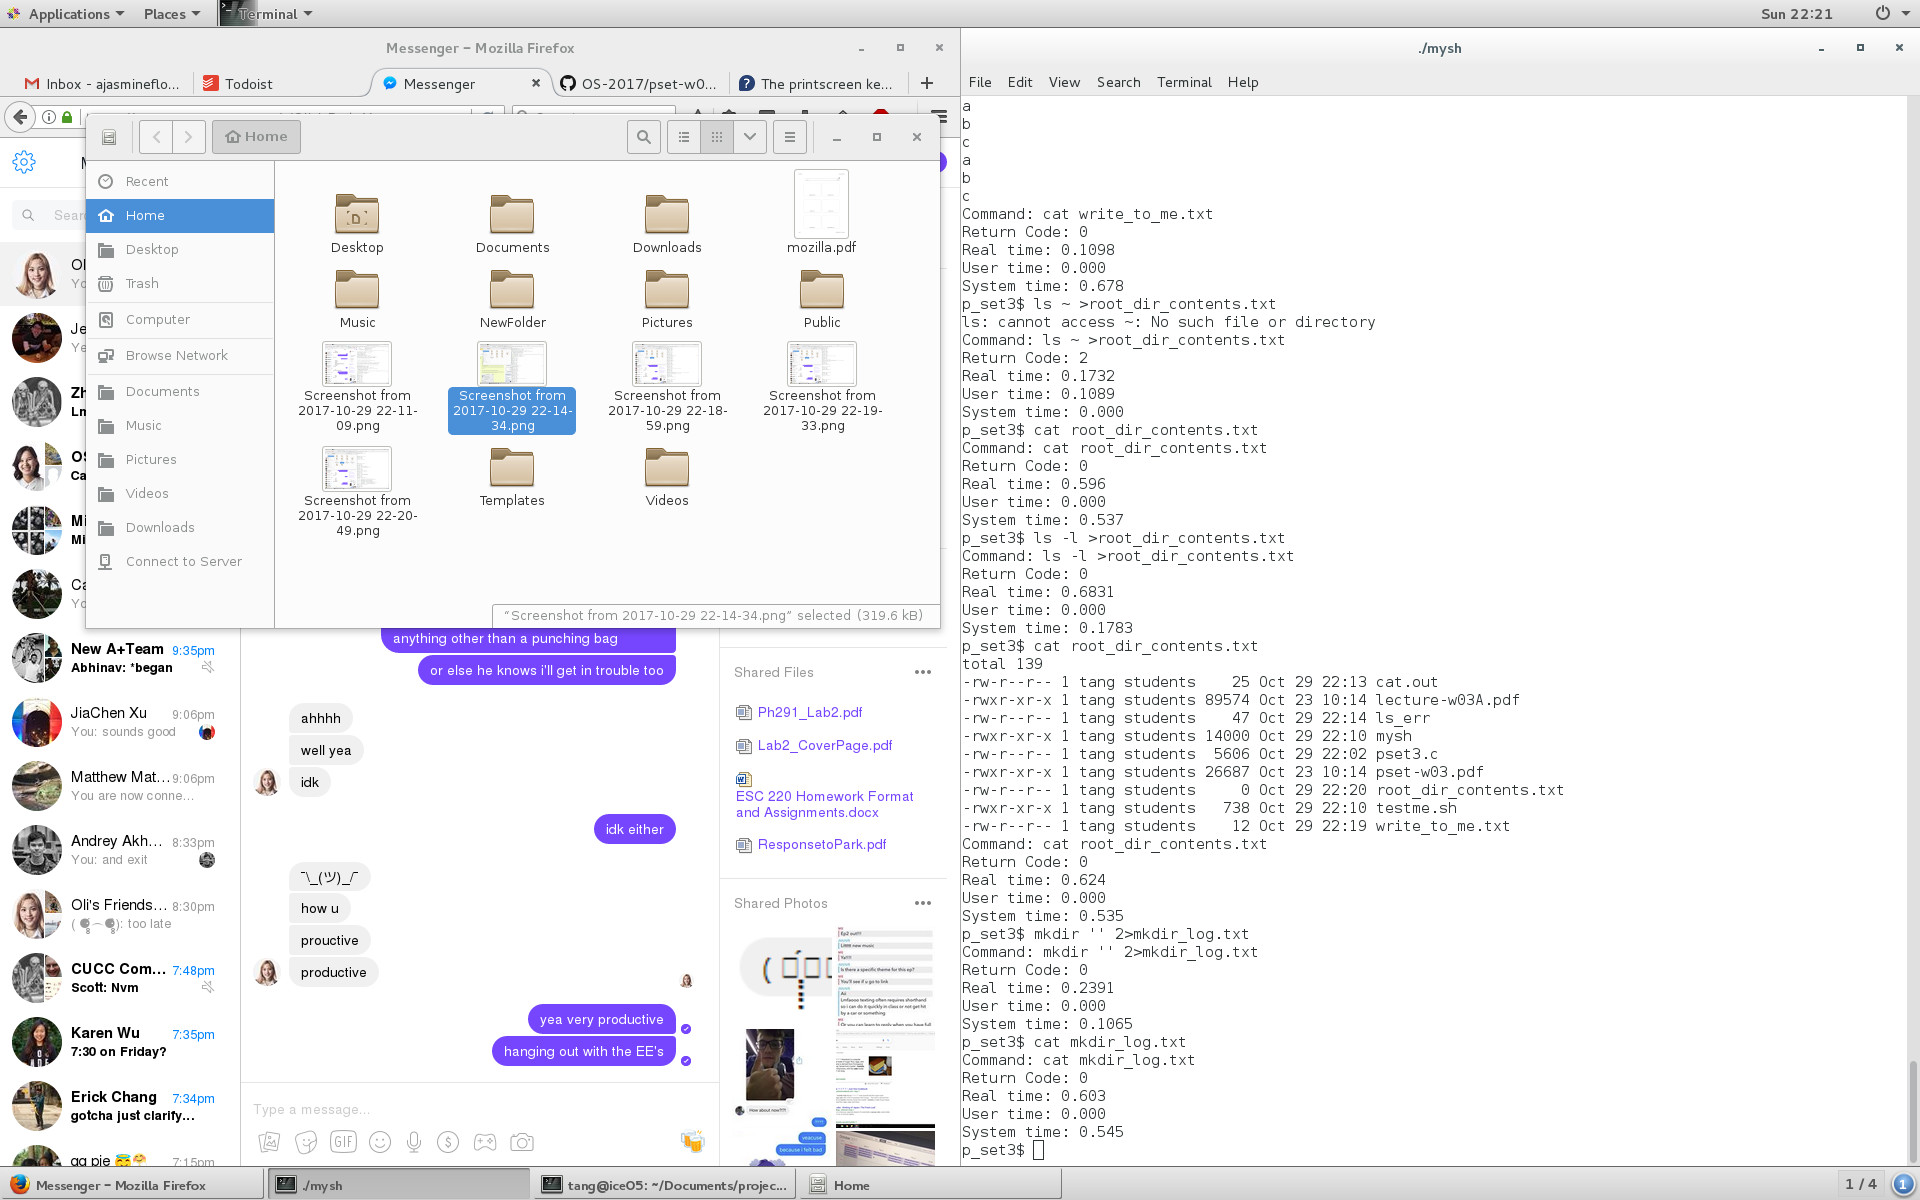 Applications
Places
Terminal
Sun 22:21
Messenger – Mozilla Firefox
Inbox - ajasmineflo...
Todoist
Messenger
OS-2017/pset-w0...
The printscreen ke...
Home
Recent
Home
Desktop
Trash
Computer
Browse Network
Documents
Music
Pictures
Videos
Downloads
Connect to Server
Desktop
Documents
Downloads
mozilla.pdf
Music
NewFolder
Pictures
Public
Screenshot from
2017-10-29 22-11-
09.png
Screenshot from
2017-10-29 22-14-
34.png
Screenshot from
2017-10-29 22-18-
59.png
Screenshot from
2017-10-29 22-19-
33.png
Screenshot from
2017-10-29 22-20-
49.png
Templates
Videos
"Screenshot from 2017-10-29 22-14-34.png" selected (319.6 kB)
New A+Team 9:35pm
Abhinav: *began
JiaChen Xu 9:06pm
You: sounds good
Matthew Mat... 9:06pm
You are now conne...
Andrey Akh... 8:33pm
You: and exit
Oli's Friends... 8:30pm
too late
CUCC Com... 7:48pm
Scott: Nvm
Karen Wu 7:35pm
7:30 on Friday?
Erick Chang 7:34pm
gotcha just clarify...
qq pie 😇 7:15pm
anything other than a punching bag
or else he knows i'll get in trouble too
ahhhh
well yea
idk
idk either
¯\_(ツ)_/¯
how u
prouctive
productive
yea very productive
hanging out with the EE's
Type a message...
GIF
Shared Files
Ph291_Lab2.pdf
Lab2_CoverPage.pdf
ESC 220 Homework Format
and Assignments.docx
ResponsetoPark.pdf
Shared Photos
How about now?!?!
because i felt bad
./mysh
File Edit View Search Terminal Help
a
b
c
a
b
c
Command: cat write_to_me.txt
Return Code: 0
Real time: 0.1098
User time: 0.000
System time: 0.678
p_set3$ ls ~ >root_dir_contents.txt
ls: cannot access ~: No such file or directory
Command: ls ~ >root_dir_contents.txt
Return Code: 2
Real time: 0.1732
User time: 0.1089
System time: 0.000
p_set3$ cat root_dir_contents.txt
Command: cat root_dir_contents.txt
Return Code: 0
Real time: 0.596
User time: 0.000
System time: 0.537
p_set3$ ls -l >root_dir_contents.txt
Command: ls -l >root_dir_contents.txt
Return Code: 0
Real time: 0.6831
User time: 0.000
System time: 0.1783
p_set3$ cat root_dir_contents.txt
total 139
-rw-r--r-- 1 tang students    25 Oct 29 22:13 cat.out
-rwxr-xr-x 1 tang students 89574 Oct 23 10:14 lecture-w03A.pdf
-rw-r--r-- 1 tang students    47 Oct 29 22:14 ls_err
-rwxr-xr-x 1 tang students 14000 Oct 29 22:10 mysh
-rw-r--r-- 1 tang students  5606 Oct 29 22:02 pset3.c
-rwxr-xr-x 1 tang students 26687 Oct 23 10:14 pset-w03.pdf
-rw-r--r-- 1 tang students     0 Oct 29 22:20 root_dir_contents.txt
-rwxr-xr-x 1 tang students   738 Oct 29 22:10 testme.sh
-rw-r--r-- 1 tang students    12 Oct 29 22:19 write_to_me.txt
Command: cat root_dir_contents.txt
Return Code: 0
Real time: 0.624
User time: 0.000
System time: 0.535
p_set3$ mkdir '' 2>mkdir_log.txt
Command: mkdir '' 2>mkdir_log.txt
Return Code: 0
Real time: 0.2391
User time: 0.000
System time: 0.1065
p_set3$ cat mkdir_log.txt
Command: cat mkdir_log.txt
Return Code: 0
Real time: 0.603
User time: 0.000
System time: 0.545
p_set3$
Messenger – Mozilla Firefox
./mysh
tang@ice05: ~/Documents/projec...
Home
1 / 4
1